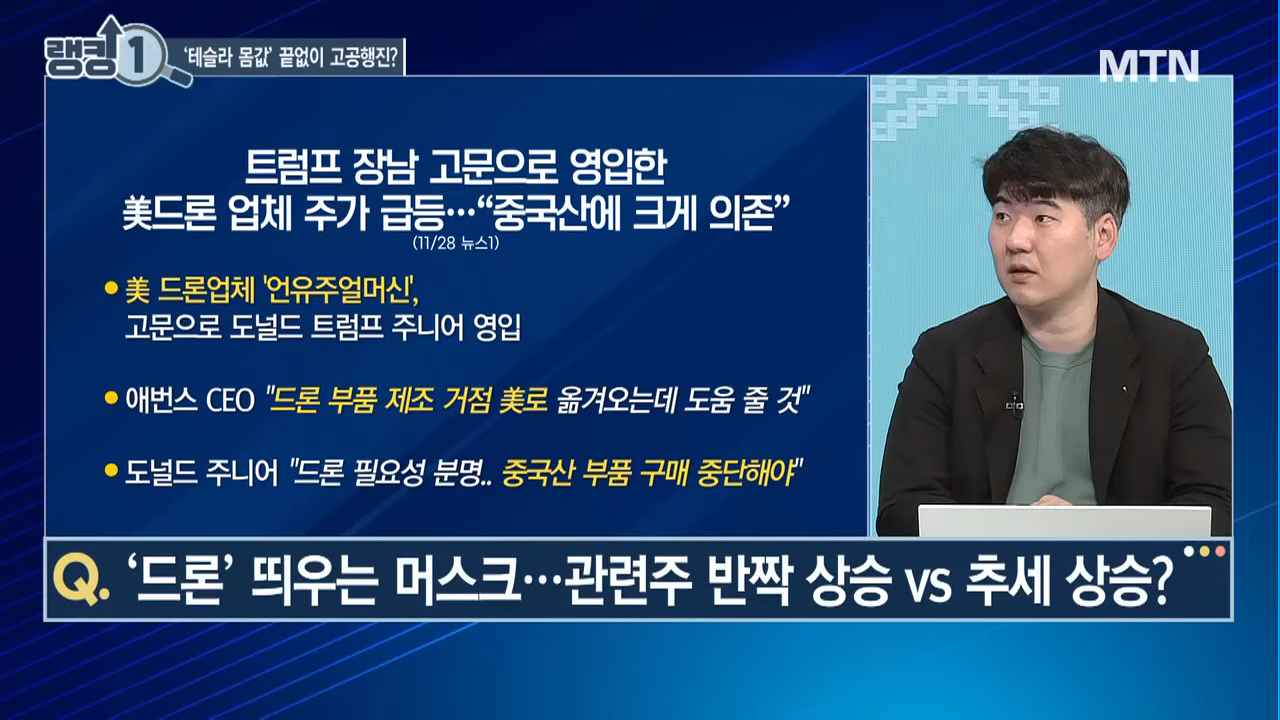 랭킹 1 '테슬라 몸값' 끝없이 고공행진?
MTN
트럼프 장남 고문으로 영입한
美드론 업체 주가 급등…“중국산에 크게 의존”
(11/28 뉴스1)
• 美 드론업체 '언유주얼머신',
고문으로 도널드 트럼프 주니어 영입
• 애번스 CEO "드론 부품 제조 거점 美로 옮겨오는데 도움 줄 것"
• 도널드 주니어 "드론 필요성 분명.. 중국산 부품 구매 중단해야"
Q. ‘드론’ 띄우는 머스크…관련주 반짝 상승 vs 추세 상승?